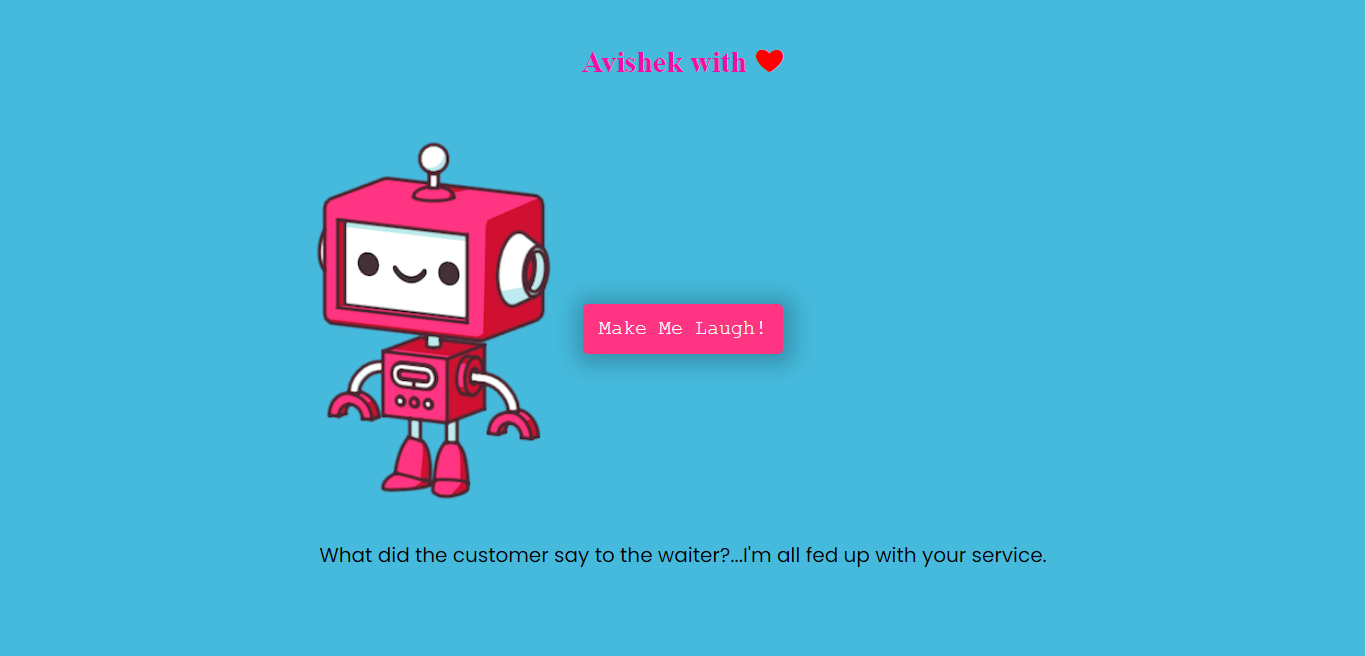 Avishek with ❤
Make Me Laugh!
What did the customer say to the waiter?...I'm all fed up with your service.